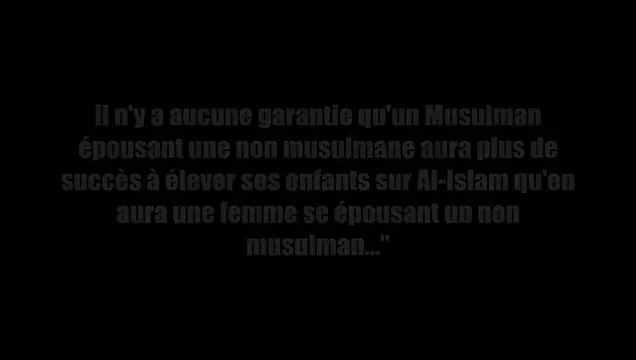 il n'y a aucune garantie qu'un Musulman
épousant une non musulmane aura plus de
succès à élever ses enfants sur Al-Islam qu'en
aura une femme se épousant un non
musulman..."